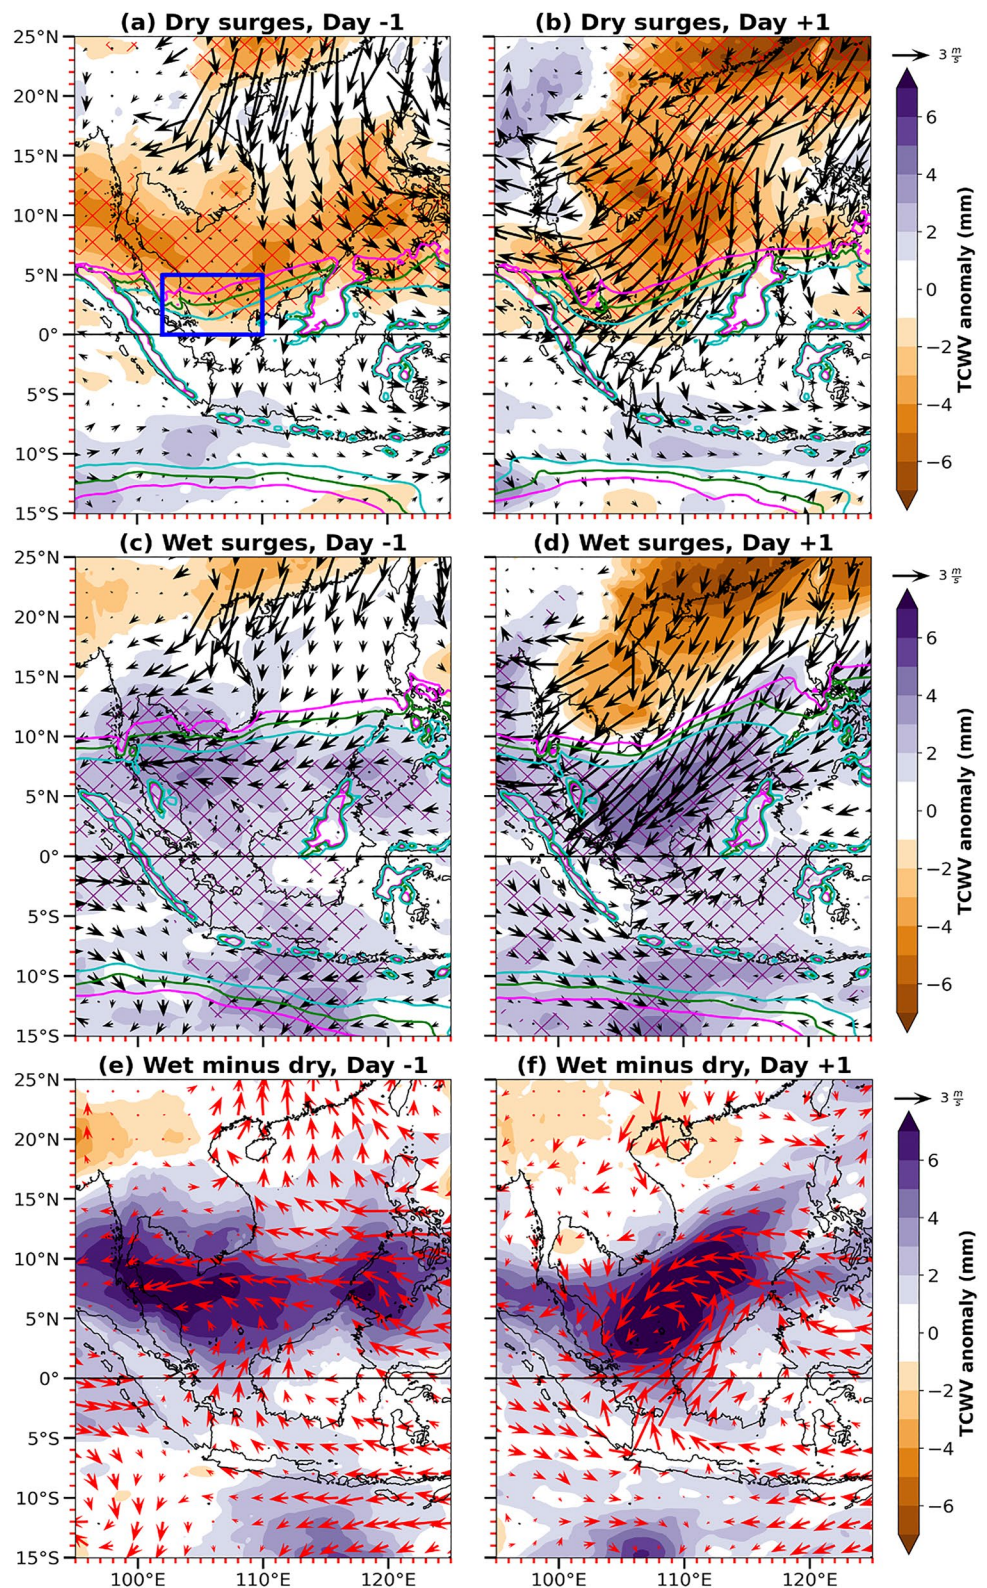 (a) Dry surges, Day -1
(b) Dry surges, Day +1
25°N
20°N
15°N
10°N
5°N
0°
5°S
10°S
15°S
3 m/s
6
4
2
0
−2
−4
−6
TCWV anomaly (mm)
(c) Wet surges, Day -1
(d) Wet surges, Day +1
25°N
20°N
15°N
10°N
5°N
0°
5°S
10°S
15°S
3 m/s
6
4
2
0
−2
−4
−6
TCWV anomaly (mm)
(e) Wet minus dry, Day -1
(f) Wet minus dry, Day +1
25°N
20°N
15°N
10°N
5°N
0°
5°S
10°S
15°S
3 m/s
6
4
2
0
−2
−4
−6
TCWV anomaly (mm)
100°E 110°E 120°E
100°E 110°E 120°E